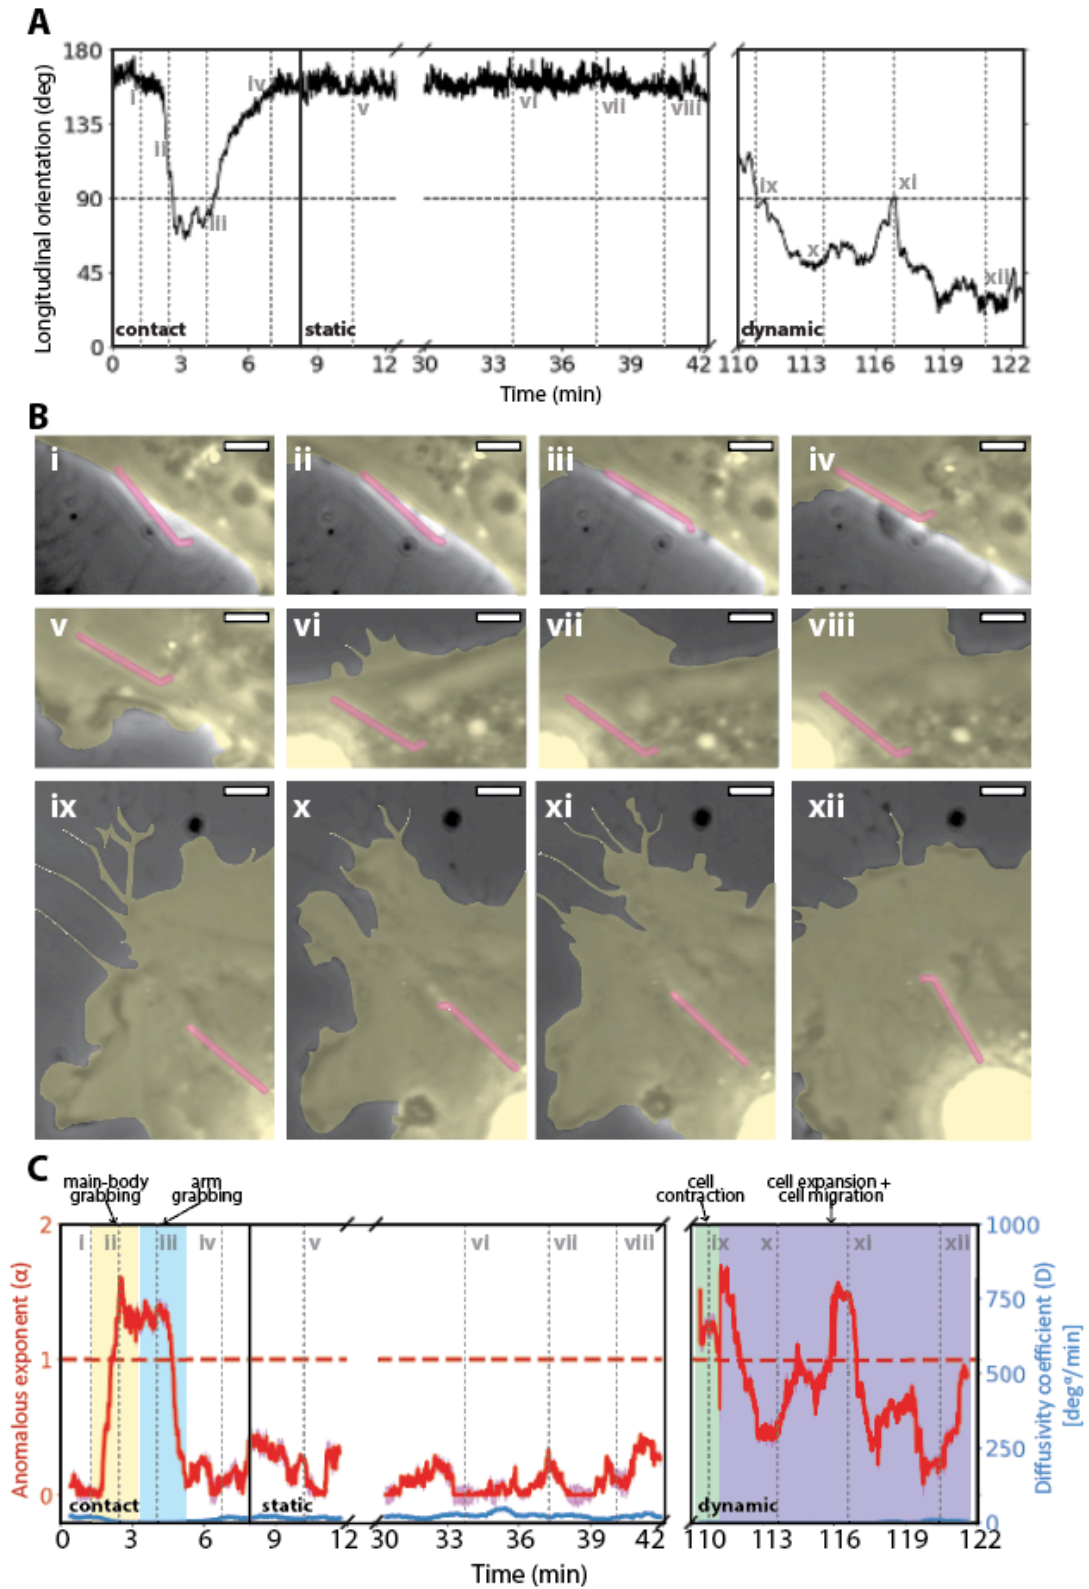 A
Longitudinal orientation (deg)
180
135
90
45
0
i
ii
iii
iv
v
vi
vii
viii
ix
x
xi
xii
contact
static
dynamic
0 3 6 9 12 30 33 36 39 42 110 113 116 119 122
Time (min)
B
i ii iii iv
v vi vii viii
ix x xi xii
C
main-body
grabbing
arm
grabbing
cell
contraction
cell expansion +
cell migration
Anomalous exponent (α)
2
1
0
i ii iii iv v vi vii viii ix x xi xii
contact
static
dynamic
1000
750
500
250
0
Diffusivity coefficient (D)
[degᵅ/min]
0 3 6 9 12 30 33 36 39 42 110 113 116 119 122
Time (min)